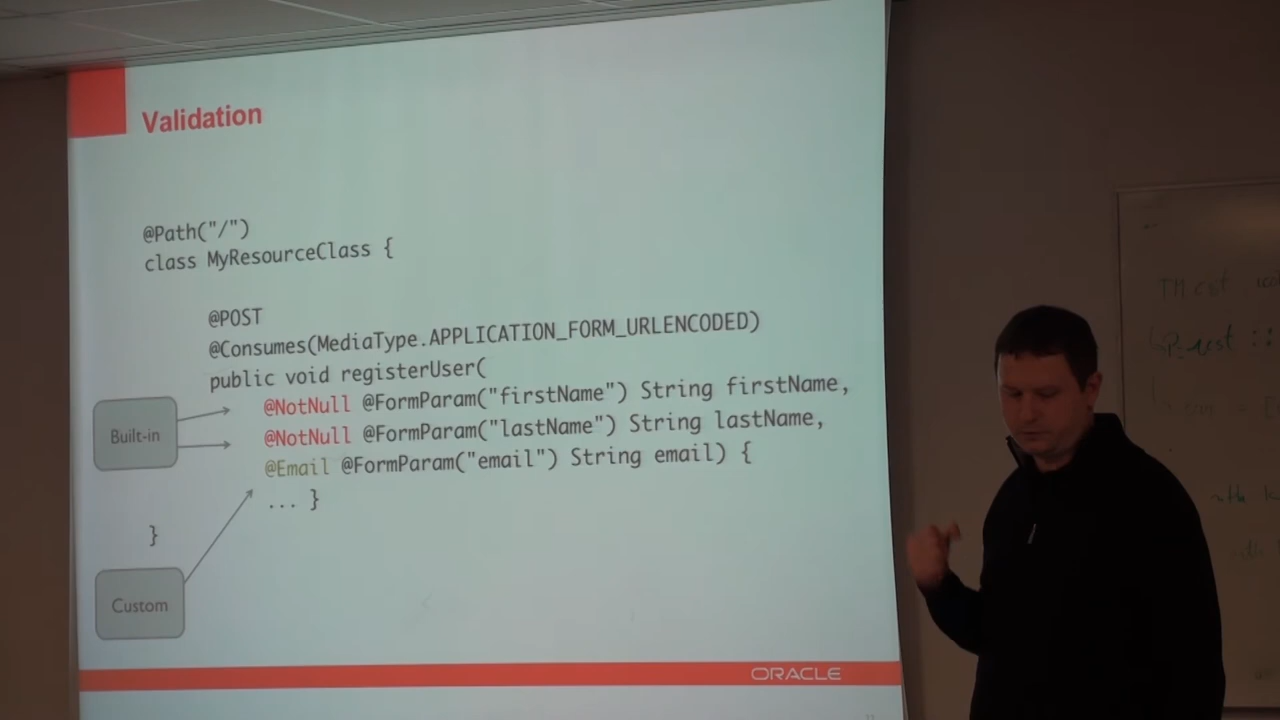 Validation
@Path("/")
class MyResourceClass {
@POST
@Consumes(MediaType.APPLICATION_FORM_URLENCODED)
public void registerUser(
@NotNull @FormParam("firstName") String firstName,
@NotNull @FormParam("lastName") String lastName,
@Email @FormParam("email") String email) {
... }
}
Built-in
Custom
ORACLE